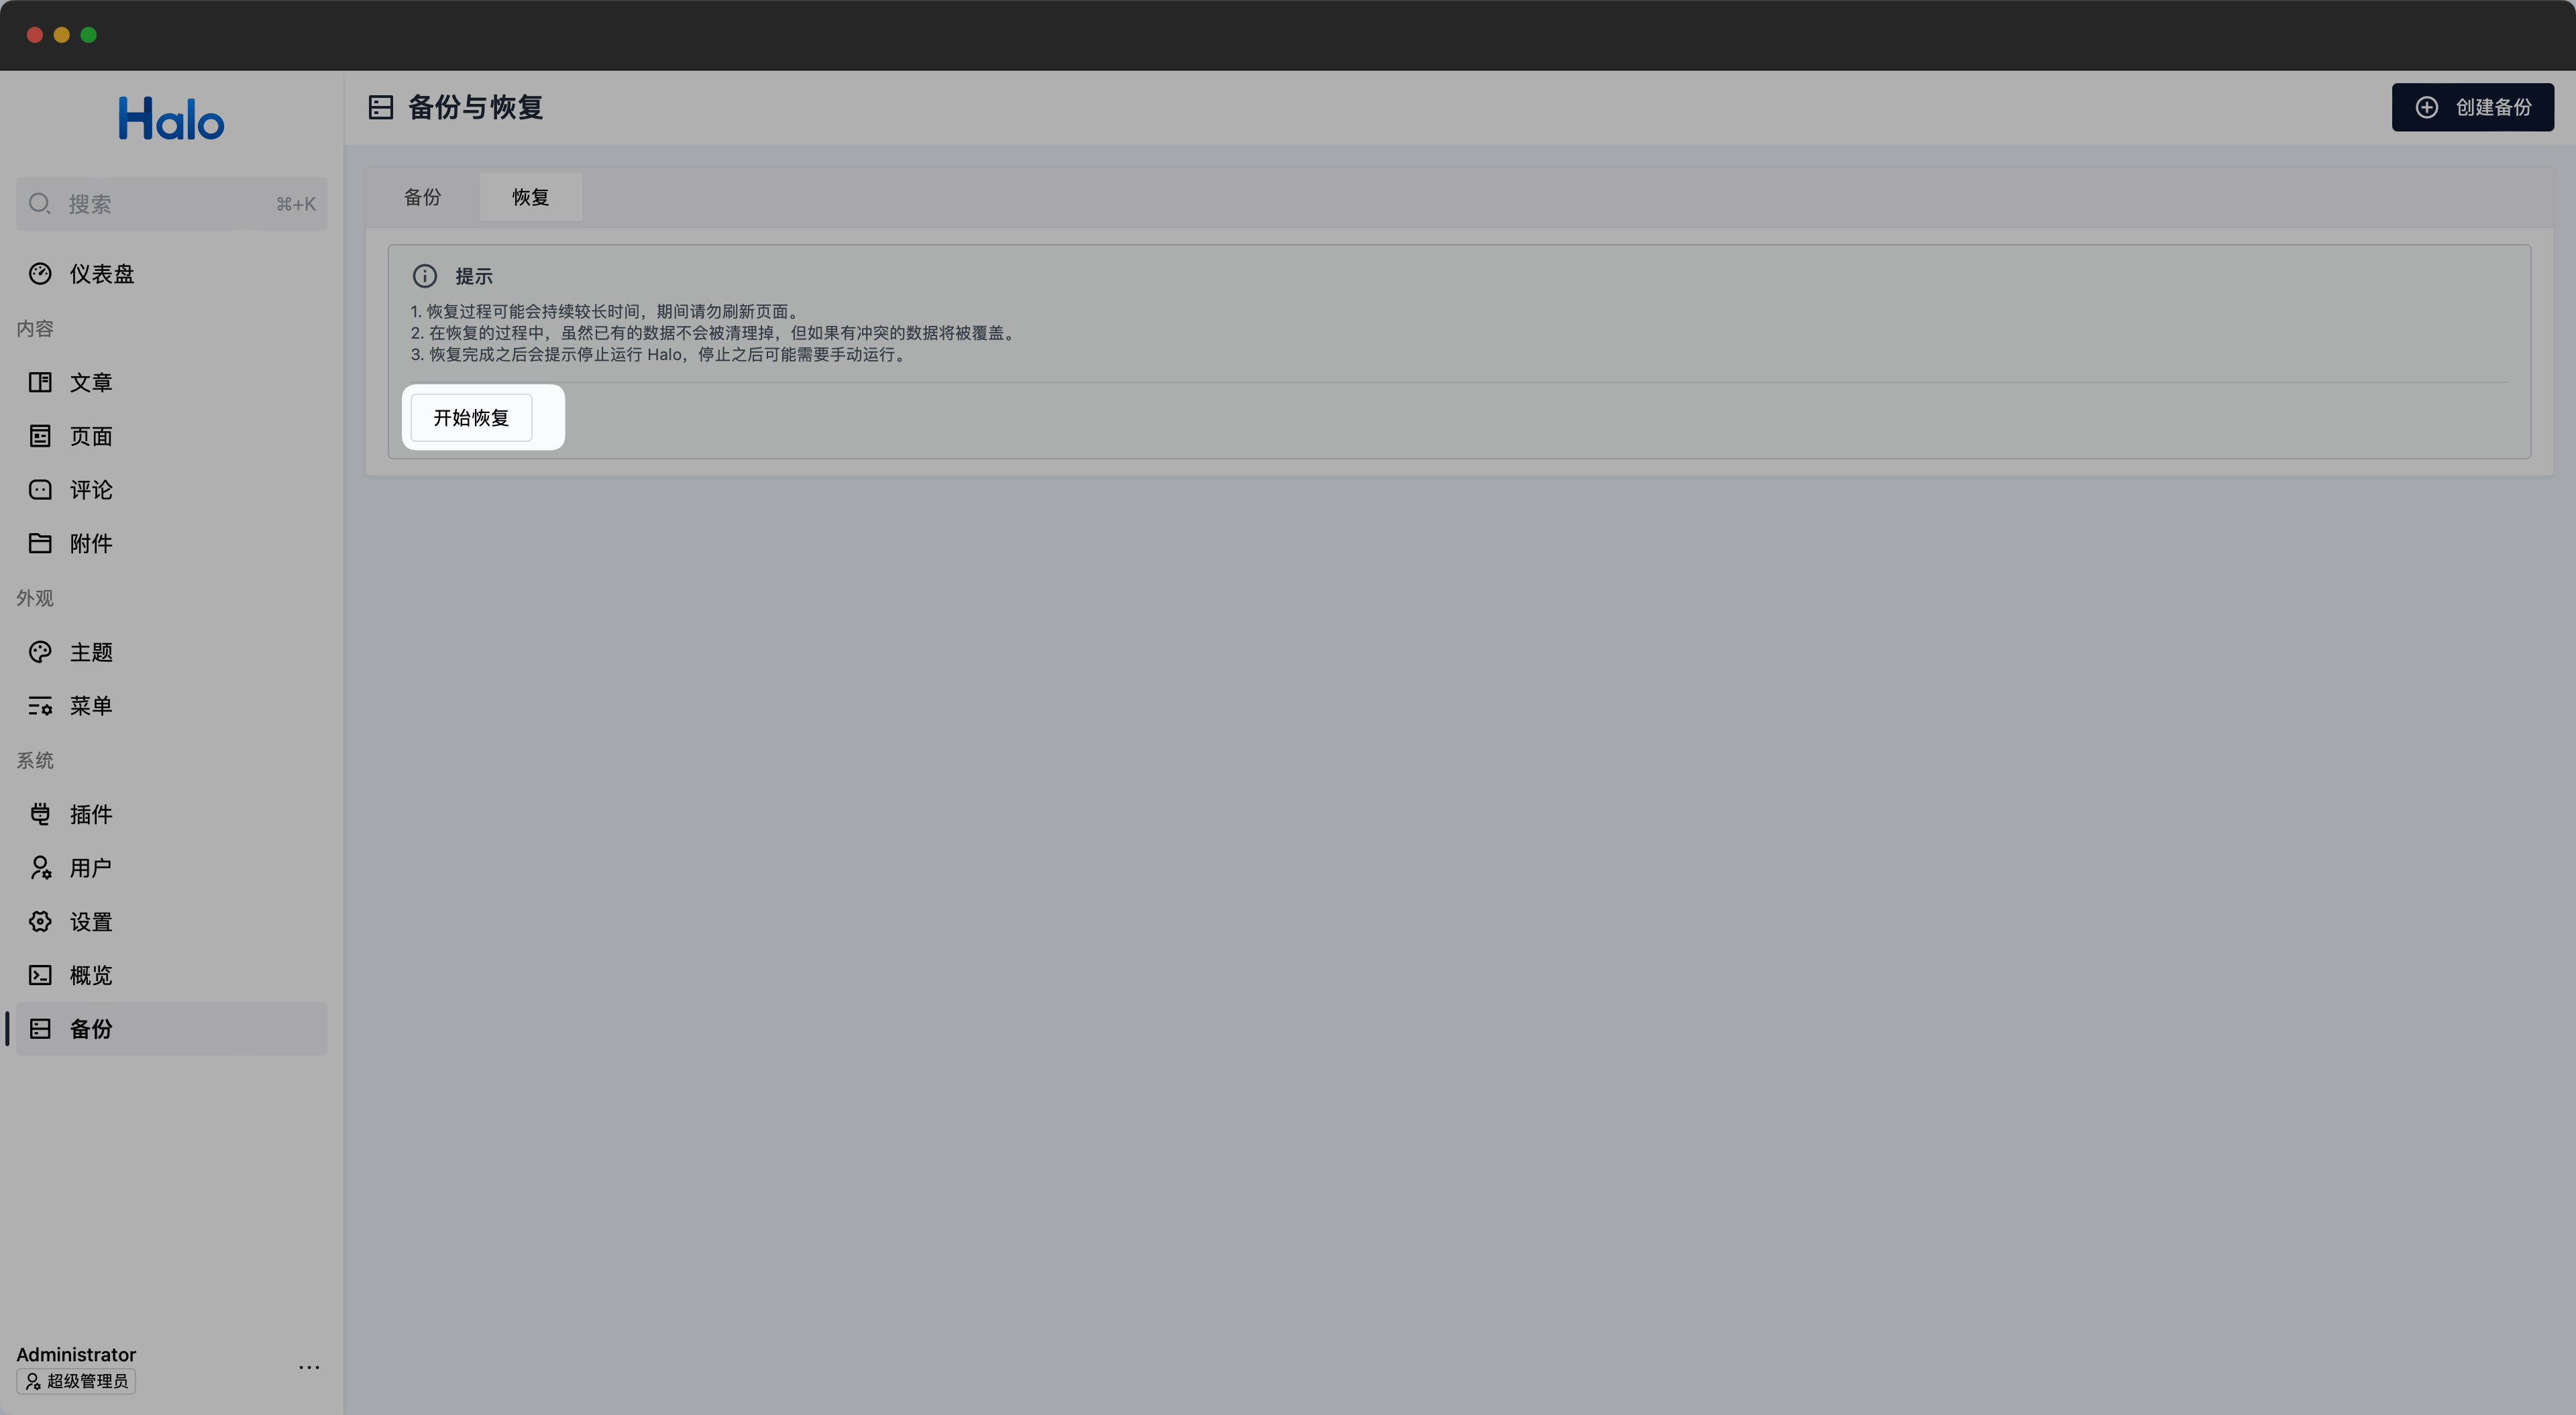 Halo
搜索 ⌘+K
仪表盘
内容
文章
页面
评论
附件
外观
主题
菜单
系统
插件
用户
设置
概览
备份
Administrator
超级管理员
备份与恢复
创建备份
备份 恢复
提示
1. 恢复过程可能会持续较长时间，期间请勿刷新页面。
2. 在恢复的过程中，虽然已有的数据不会被清理掉，但如果有冲突的数据将被覆盖。
3. 恢复完成之后会提示停止运行 Halo，停止之后可能需要手动运行。
开始恢复